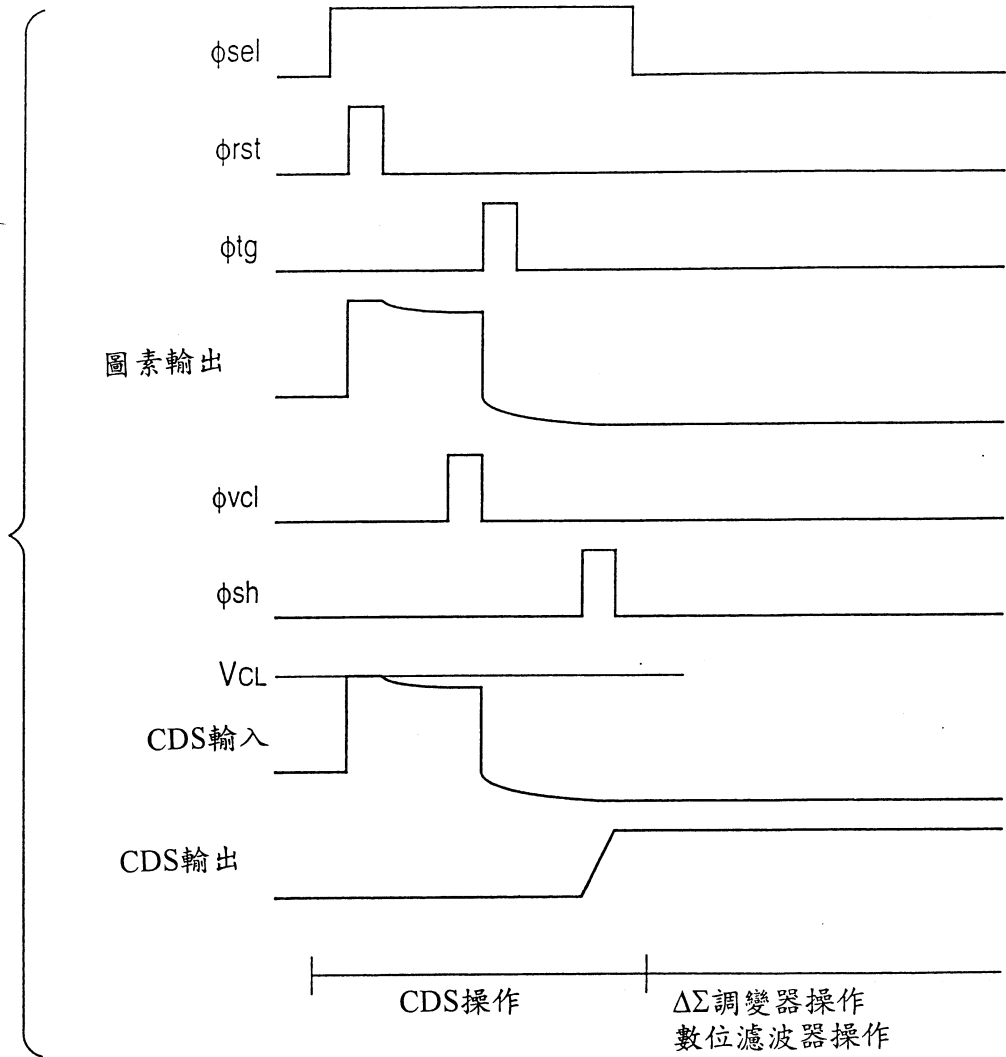 ϕsel
ϕrst
ϕtg
圖素輸出
ϕvcl
ϕsh
VCL
CDS輸入
CDS輸出
CDS操作
ΔΣ調變器操作
數位濾波器操作